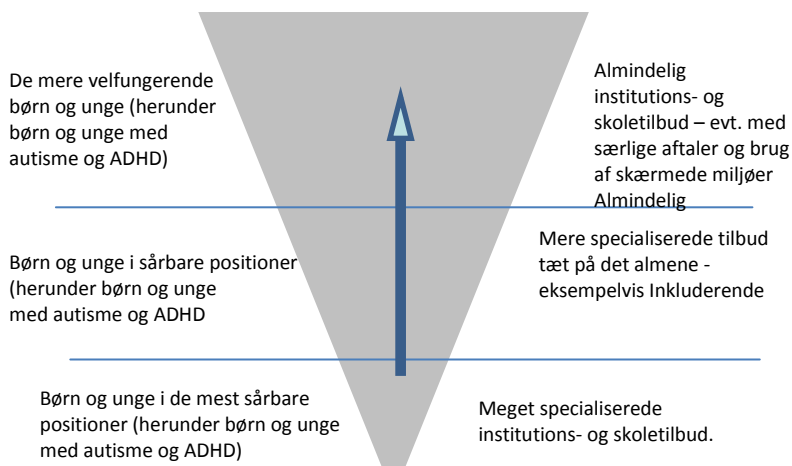 De mere velfungerende
børn og unge (herunder
børn og unge med
autisme og ADHD)
Almindelig
institutions- og
skoletilbud – evt. med
særlige aftaler og brug
af skærmede miljøer
Almindelig
Børn og unge i sårbare positioner
(herunder børn og unge
med autisme og ADHD
Mere specialiserede tilbud
tæt på det almene -
eksempelvis Inkluderende
Børn og unge i de mest sårbare
positioner (herunder børn og unge
med autisme og ADHD)
Meget specialiserede
institutions- og skoletilbud.